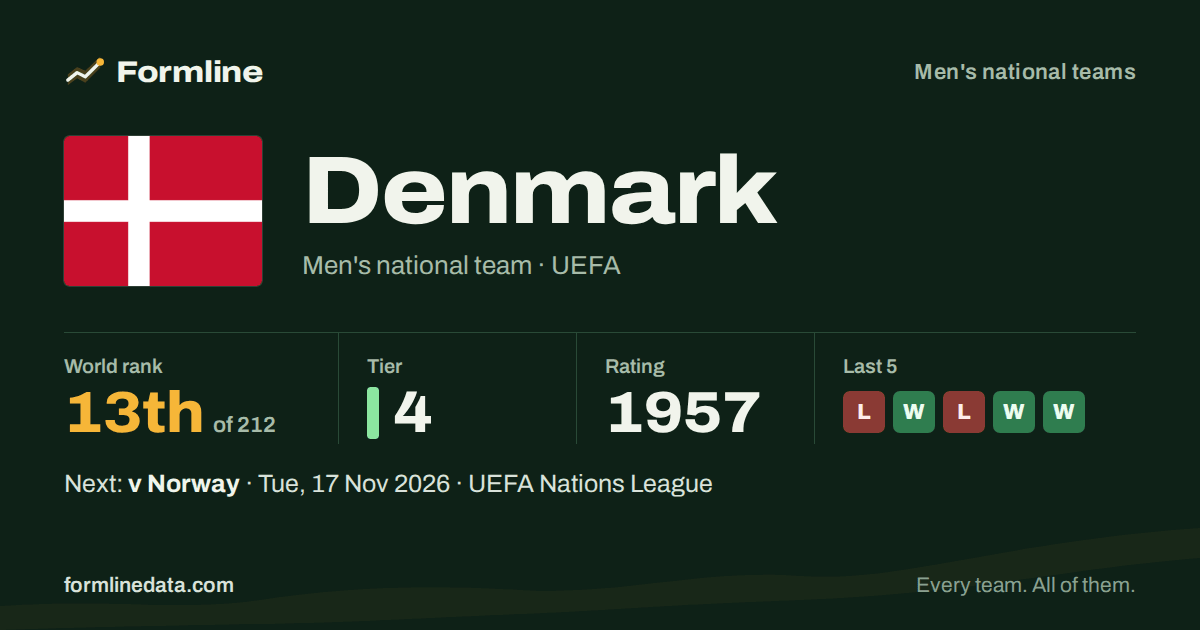 Formline
Men's national teams
Denmark
Men's national team · UEFA
World rank
13th of 212
Tier
4
Rating
1957
Last 5
L W L W W
Next: v Norway · Tue, 17 Nov 2026 · UEFA Nations League
formlinedata.com
Every team. All of them.